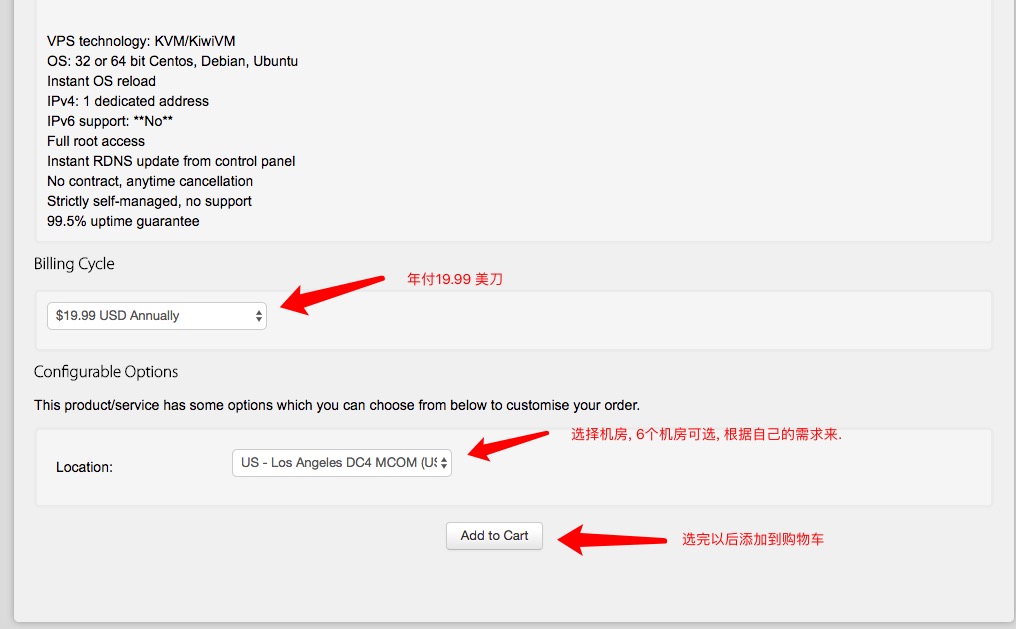 VPS technology: KVM/KiwiVM
OS: 32 or 64 bit Centos, Debian, Ubuntu
Instant OS reload
IPv4: 1 dedicated address
IPv6 support: **No**
Full root access
Instant RDNS update from control panel
No contract, anytime cancellation
Strictly self-managed, no support
99.5% uptime guarantee
Billing Cycle
年付19.99 美刀
$19.99 USD Annually
Configurable Options
This product/service has some options which you can choose from below to customise your order.
选择机房, 6个机房可选, 根据自己的需求来.
Location:
US - Los Angeles DC4 MCOM (US
Add to Cart
选完以后添加到购物车